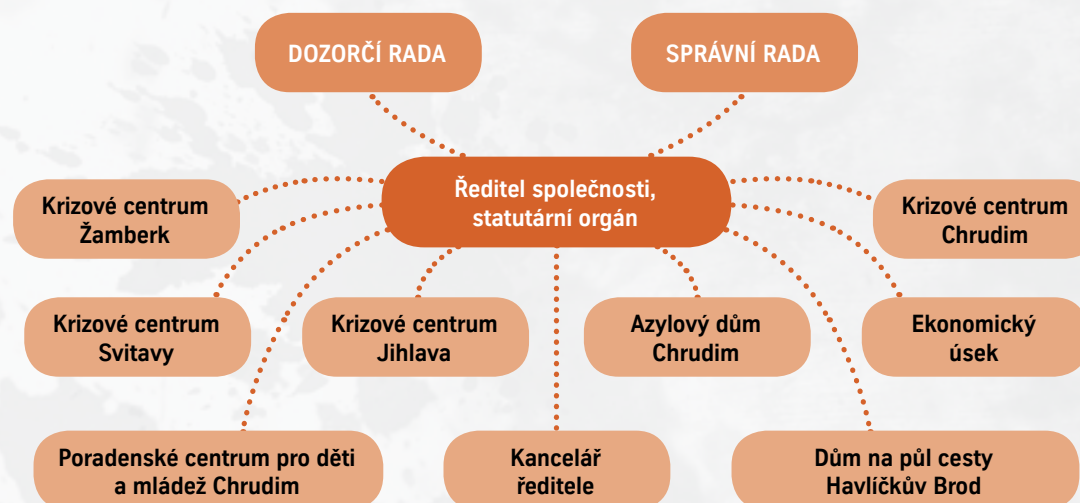 DOZORČÍ RADA
SPRÁVNÍ RADA
Ředitel společnosti,
statutární orgán
Krizové centrum
Žamberk
Krizové centrum
Chrudim
Krizové centrum
Svitavy
Krizové centrum
Jihlava
Azylový dům
Chrudim
Ekonomický
úsek
Poradenské centrum pro děti
a mládež Chrudim
Kancelář
ředitele
Dům na půl cesty
Havlíčkův Brod